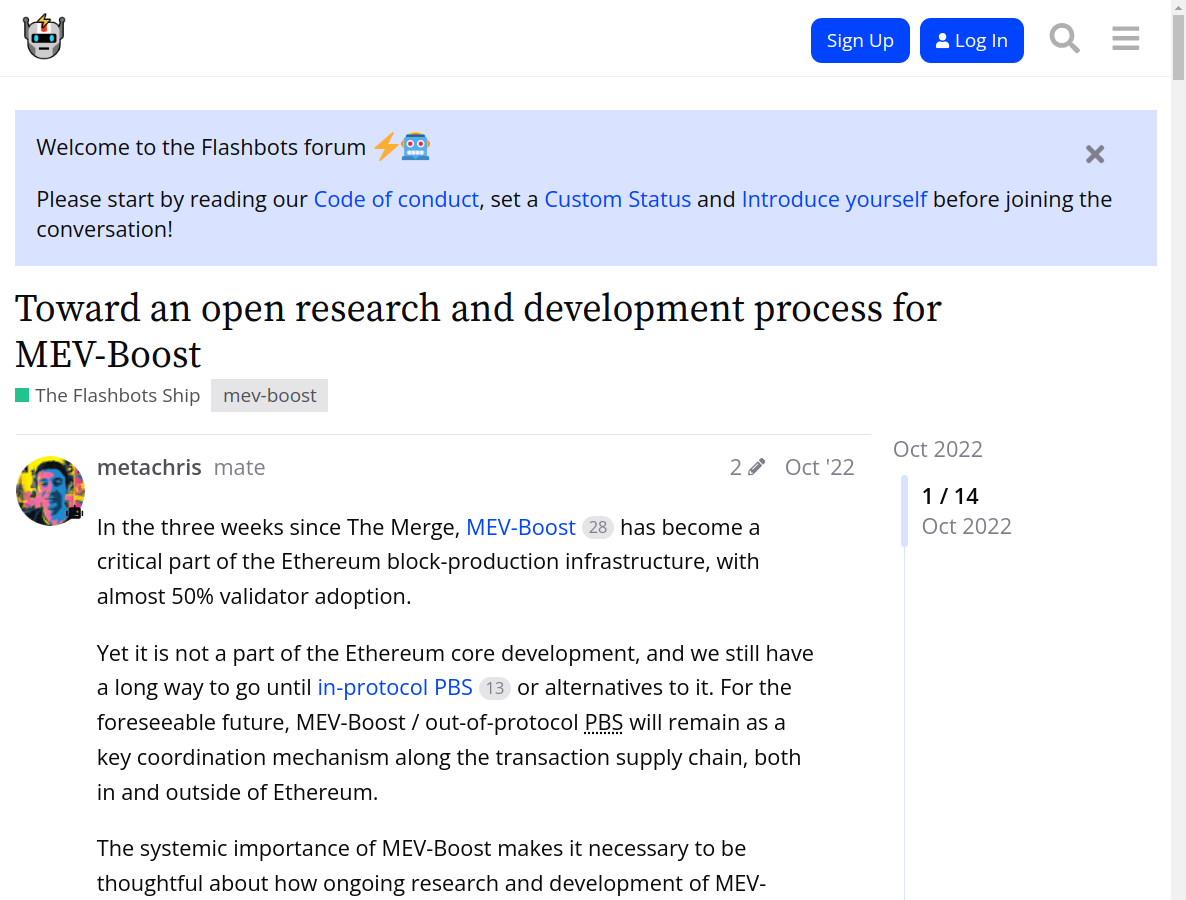 Sign Up
Log In
Welcome to the Flashbots forum
Please start by reading our Code of conduct, set a Custom Status and Introduce yourself before joining the
conversation!
Toward an open research and development process for
MEV-Boost
The Flashbots Ship mev-boost
metachris mate 2 Oct '22
In the three weeks since The Merge, MEV-Boost 28 has become a
critical part of the Ethereum block-production infrastructure, with
almost 50% validator adoption.
Yet it is not a part of the Ethereum core development, and we still have
a long way to go until in-protocol PBS 13 or alternatives to it. For the
foreseeable future, MEV-Boost / out-of-protocol PBS will remain as a
key coordination mechanism along the transaction supply chain, both
in and outside of Ethereum.
The systemic importance of MEV-Boost makes it necessary to be
thoughtful about how ongoing research and development of MEV-
Oct 2022
1 / 14
Oct 2022